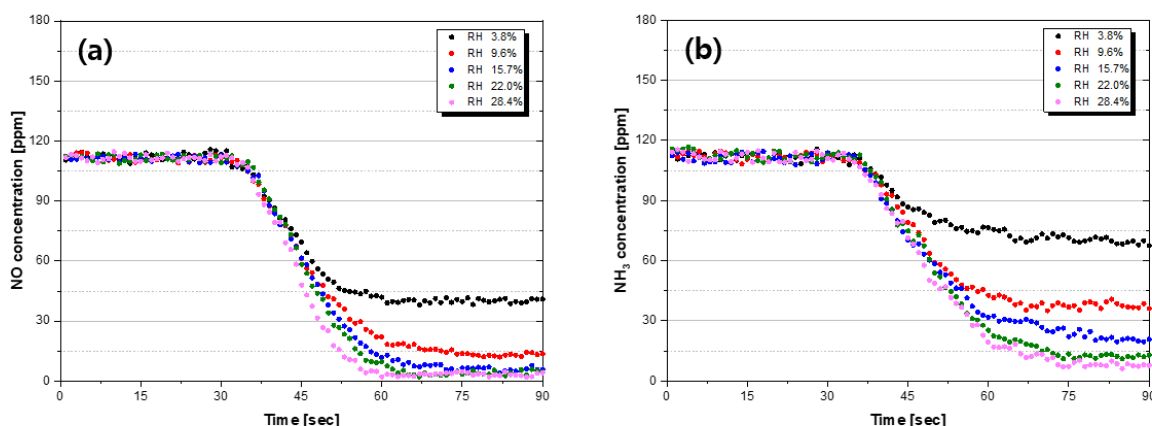 (a)
RH 3.8%
RH 9.6%
RH 15.7%
RH 22.0%
RH 28.4%
180
150
120
90
60
30
0
NO concentration [ppm]
0 15 30 45 60 75 90
Time [sec]
(b)
RH 3.8%
RH 9.6%
RH 15.7%
RH 22.0%
RH 28.4%
180
150
120
90
60
30
0
NH₃ concentration [ppm]
0 15 30 45 60 75 90
Time [sec]